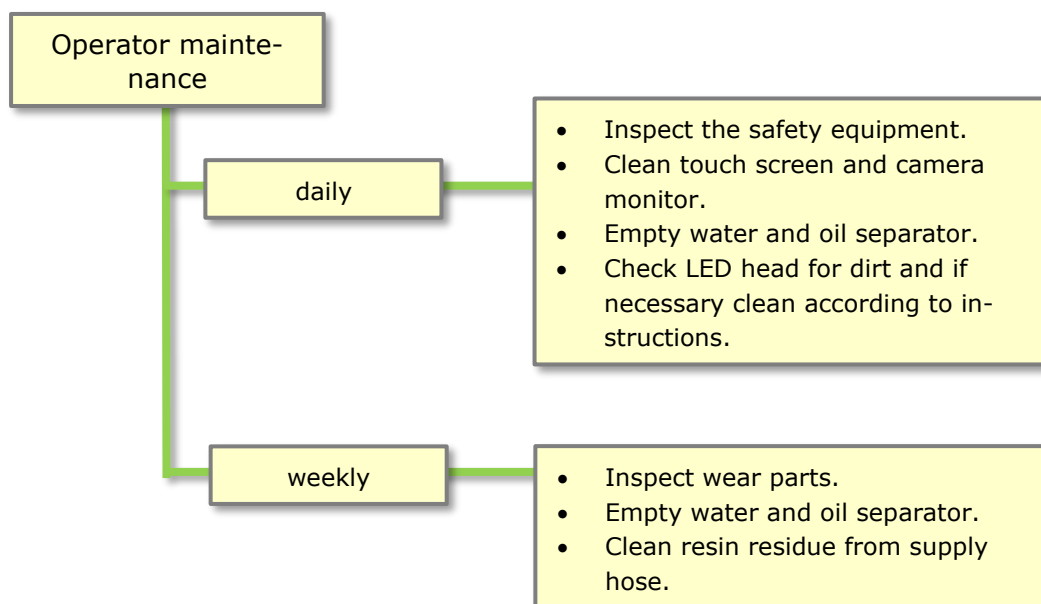 Operator mainte-
nance
daily
• Inspect the safety equipment.
• Clean touch screen and camera
monitor.
• Empty water and oil separator.
• Check LED head for dirt and if
necessary clean according to in-
structions.
weekly
• Inspect wear parts.
• Empty water and oil separator.
• Clean resin residue from supply
hose.